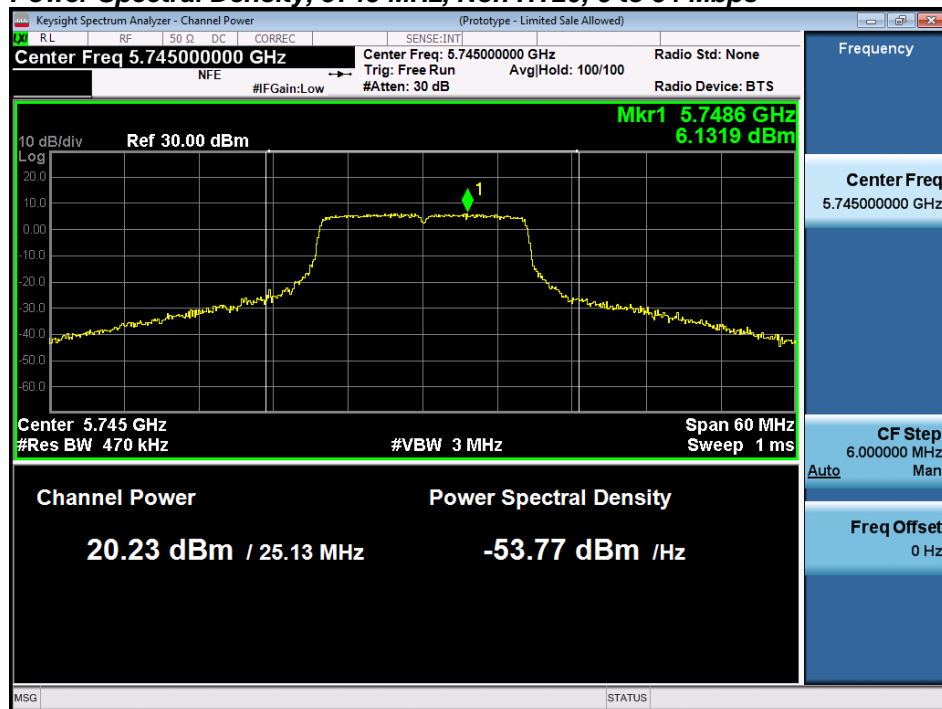 Power Spectral Density, 5745 MHz, Non HT20, 6 to 54 Mbps
Keysight Spectrum Analyzer - Channel Power (Prototype - Limited Sale Allowed)
RL RF 50 Ω DC CORREC SENSE:INT
Center Freq 5.745000000 GHz
NFE
#IFGain:Low
Center Freq: 5.745000000 GHz
Trig: Free Run Avg|Hold: 100/100
#Atten: 30 dB
Radio Std: None
Radio Device: BTS
Mkr1 5.7486 GHz
6.1319 dBm
10 dB/div Ref 30.00 dBm
Log
20.0
10.0
0.00
-10.0
-20.0
-30.0
-40.0
-50.0
-60.0
1
Center 5.745 GHz Span 60 MHz
#Res BW 470 kHz #VBW 3 MHz Sweep 1 ms
Channel Power Power Spectral Density
20.23 dBm / 25.13 MHz -53.77 dBm /Hz
Frequency
Center Freq
5.745000000 GHz
CF Step
6.000000 MHz
Auto Man
Freq Offset
0 Hz
MSG STATUS